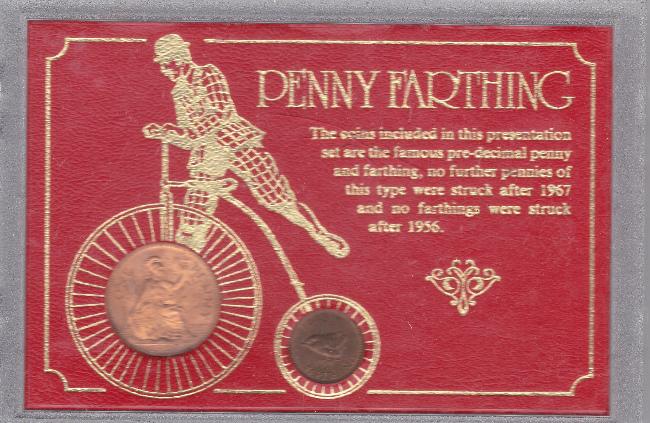 PENNY FARTHING
The coins included in this presentation
set are the famous pre-decimal penny
and farthing, no further pennies of
this type were struck after 1967
and no farthings were struck
after 1956.